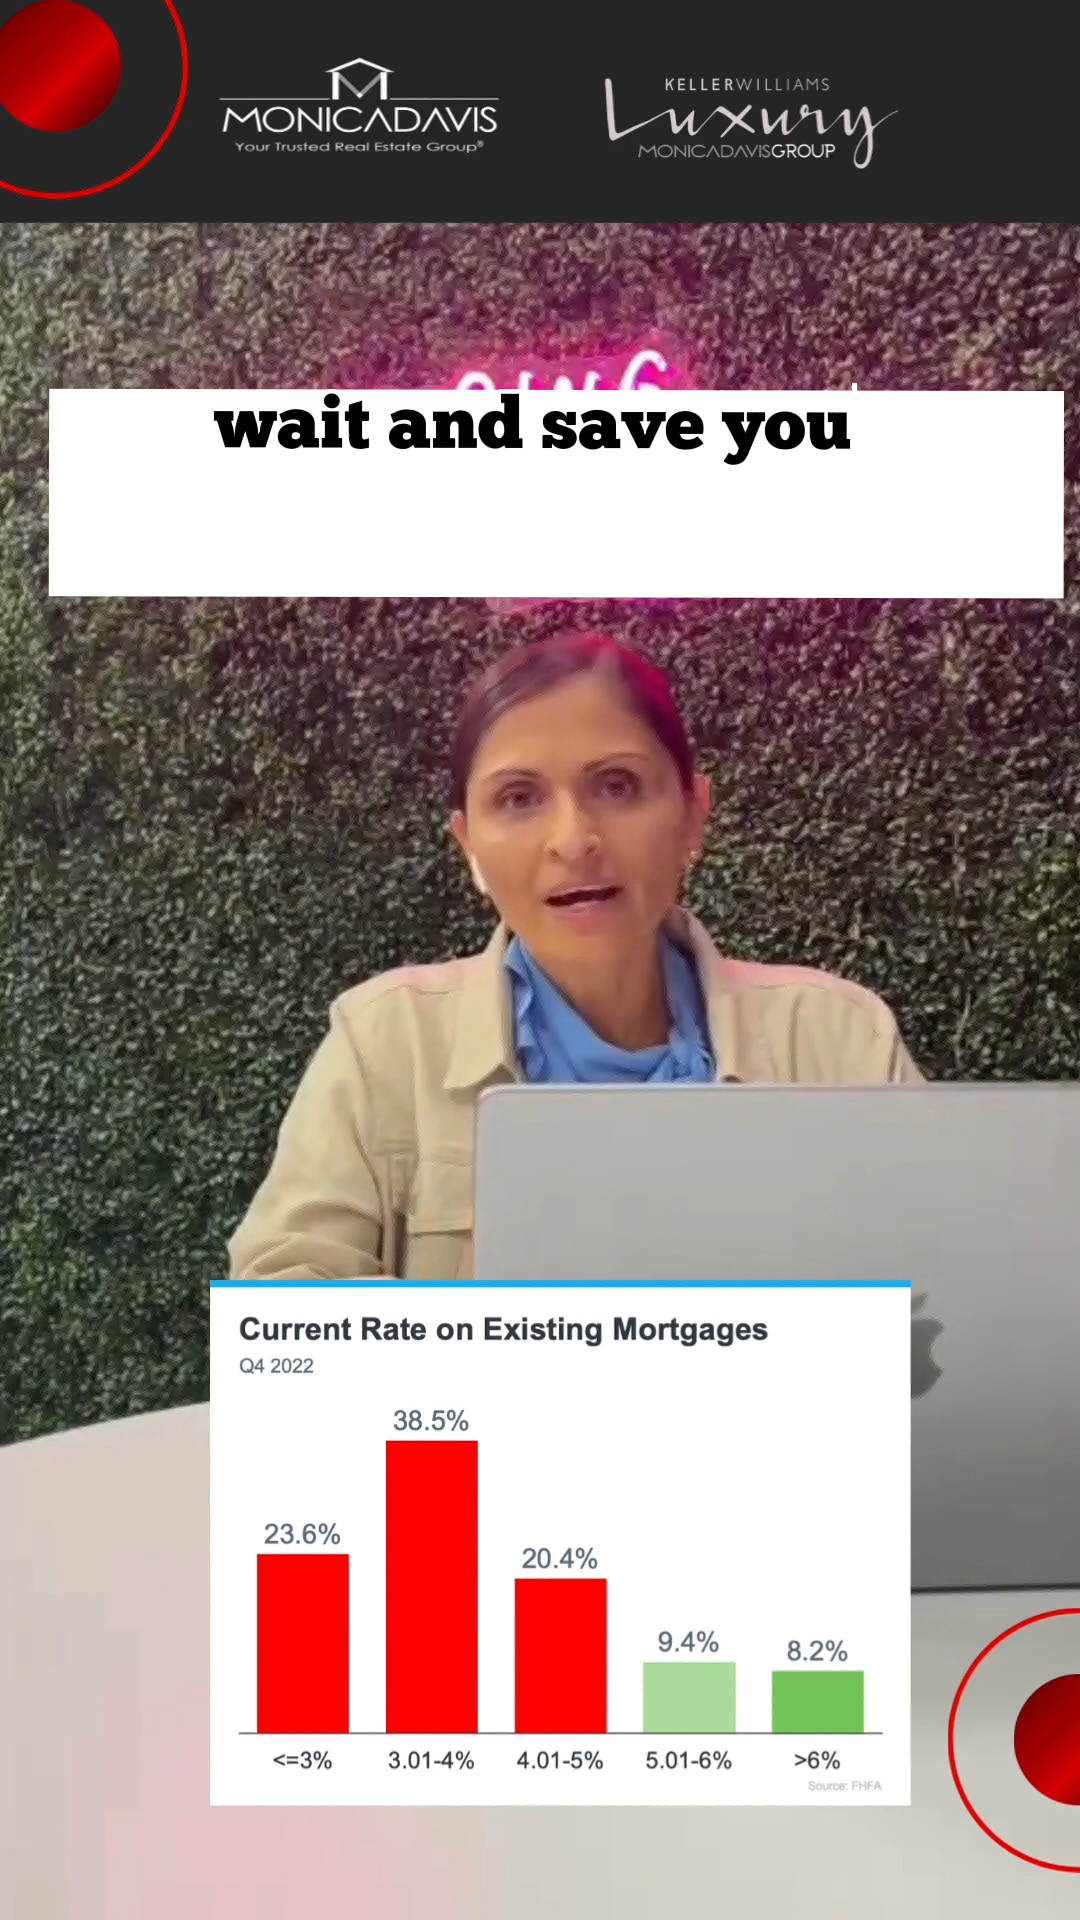 MONICADAVIS
Your Trusted Real Estate Group®
KELLERWILLIAMS
Luxury
MONICADAVISGROUP
wait and save you
Current Rate on Existing Mortgages
Q4 2022
38.5%
23.6%
20.4%
9.4%
8.2%
<=3% 3.01-4% 4.01-5% 5.01-6% >6%
Source: FHFA